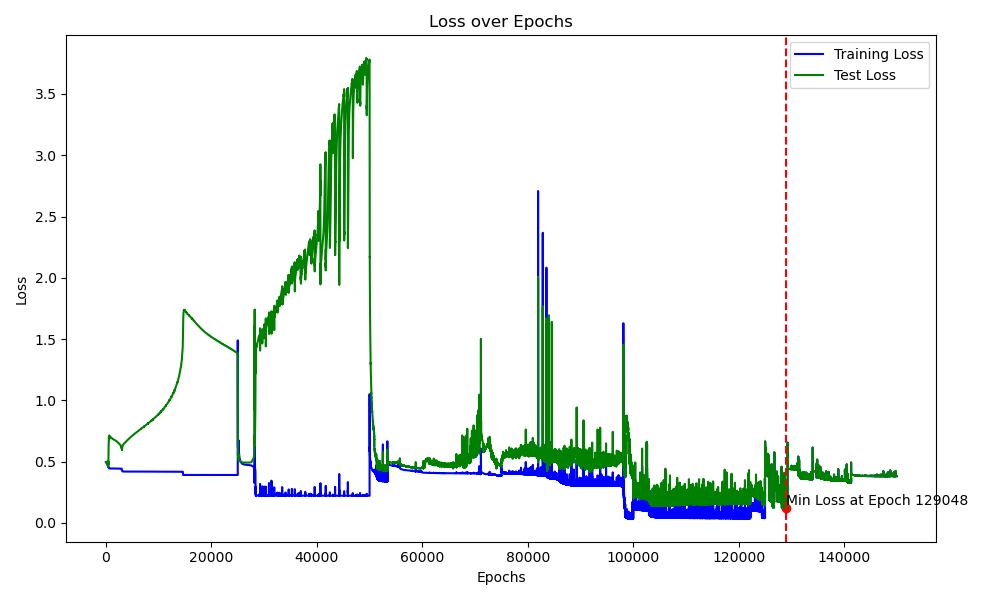 Loss over Epochs
Training Loss
Test Loss
Loss
3.5
3.0
2.5
2.0
1.5
1.0
0.5
0.0
Min Loss at Epoch 129048
0
20000
40000
60000
80000
100000
120000
140000
Epochs